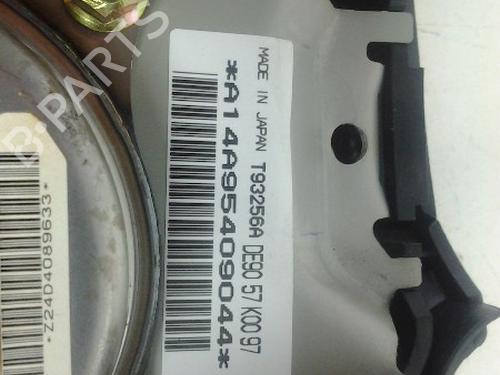 MADE IN JAPAN T93256A DE90 57 K00 97
*A14A95409044*
*Z24D4089633*
B-PARTS